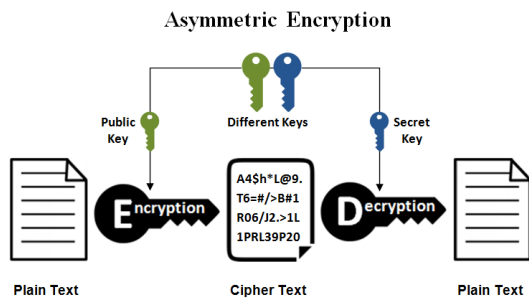 Asymmetric Encryption
Public
Key
Different Keys
Secret
Key
A4$h*L@9.
T6=#/>B#1
R06/J2.>1L
1PRL39P20
Encryption
Decryption
Plain Text
Cipher Text
Plain Text